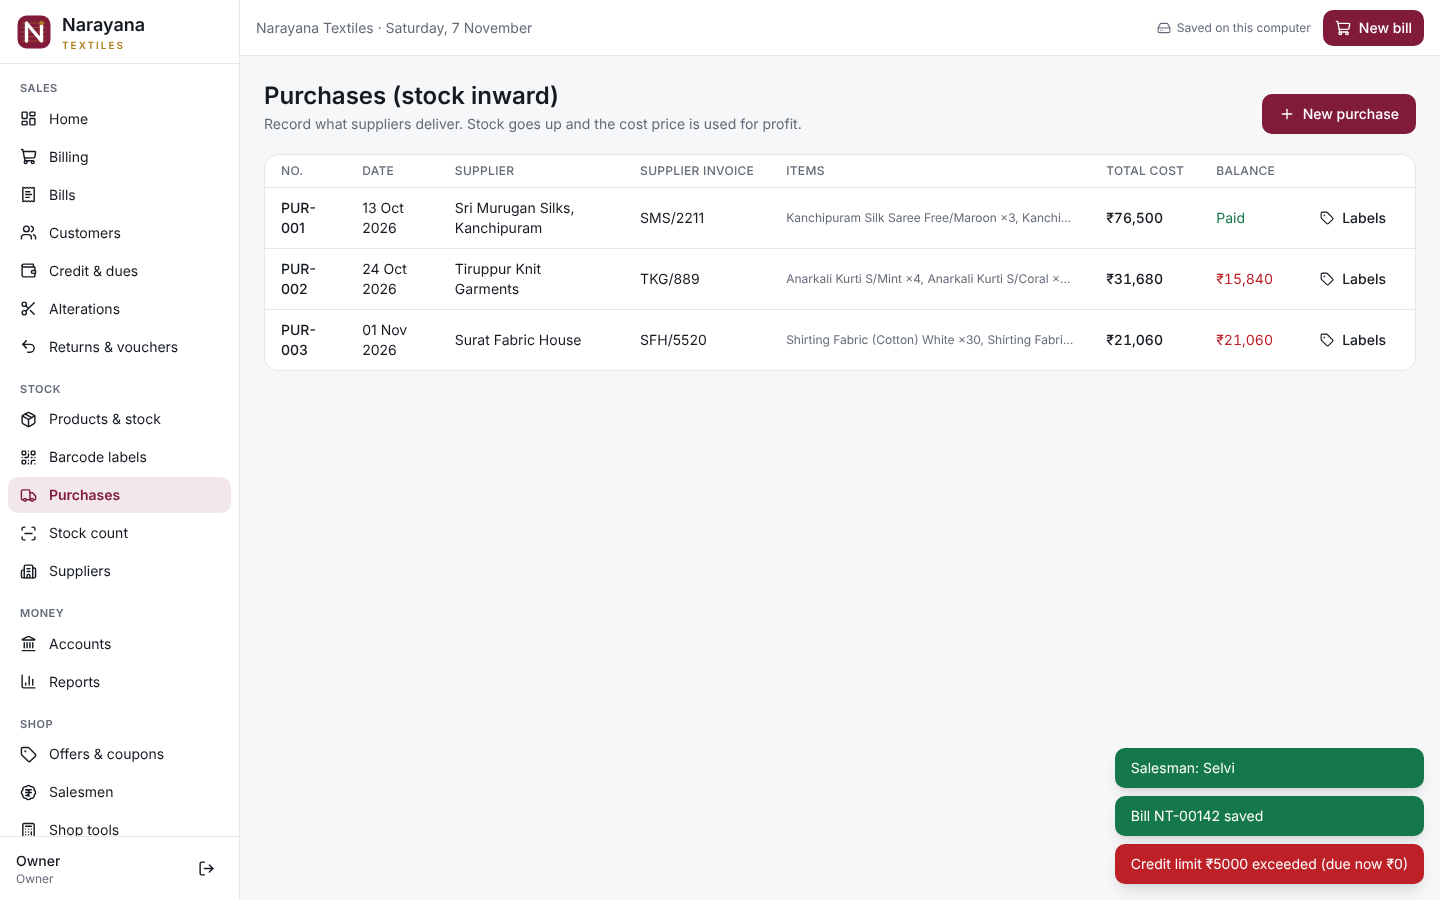 Narayana
TEXTILES
Narayana Textiles · Saturday, 7 November
Saved on this computer
New bill
SALES
Home
Billing
Bills
Customers
Credit & dues
Alterations
Returns & vouchers
STOCK
Products & stock
Barcode labels
Purchases
Stock count
Suppliers
MONEY
Accounts
Reports
SHOP
Offers & coupons
Salesmen
Shop tools
Owner
Owner
Purchases (stock inward)
Record what suppliers deliver. Stock goes up and the cost price is used for profit.
New purchase
NO. DATE SUPPLIER SUPPLIER INVOICE ITEMS TOTAL COST BALANCE
PUR-001 13 Oct 2026 Sri Murugan Silks, Kanchipuram SMS/2211 Kanchipuram Silk Saree Free/Maroon ×3, Kanchi... ₹76,500 Paid Labels
PUR-002 24 Oct 2026 Tiruppur Knit Garments TKG/889 Anarkali Kurti S/Mint ×4, Anarkali Kurti S/Coral ×... ₹31,680 ₹15,840 Labels
PUR-003 01 Nov 2026 Surat Fabric House SFH/5520 Shirting Fabric (Cotton) White ×30, Shirting Fabri... ₹21,060 ₹21,060 Labels
Salesman: Selvi
Bill NT-00142 saved
Credit limit ₹5000 exceeded (due now ₹0)